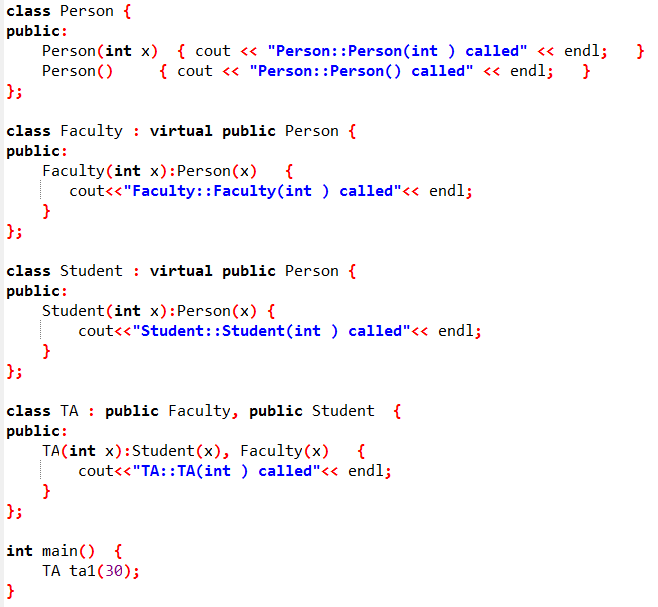 class Person {
public:
    Person(int x)  { cout << "Person::Person(int ) called" << endl;   }
    Person()     { cout << "Person::Person() called" << endl;   }
};

class Faculty : virtual public Person {
public:
    Faculty(int x):Person(x)   {
       cout<<"Faculty::Faculty(int ) called"<< endl;
    }
};

class Student : virtual public Person {
public:
    Student(int x):Person(x) {
        cout<<"Student::Student(int ) called"<< endl;
    }
};

class TA : public Faculty, public Student  {
public:
    TA(int x):Student(x), Faculty(x)   {
        cout<<"TA::TA(int ) called"<< endl;
    }
};

int main()  {
    TA ta1(30);
}